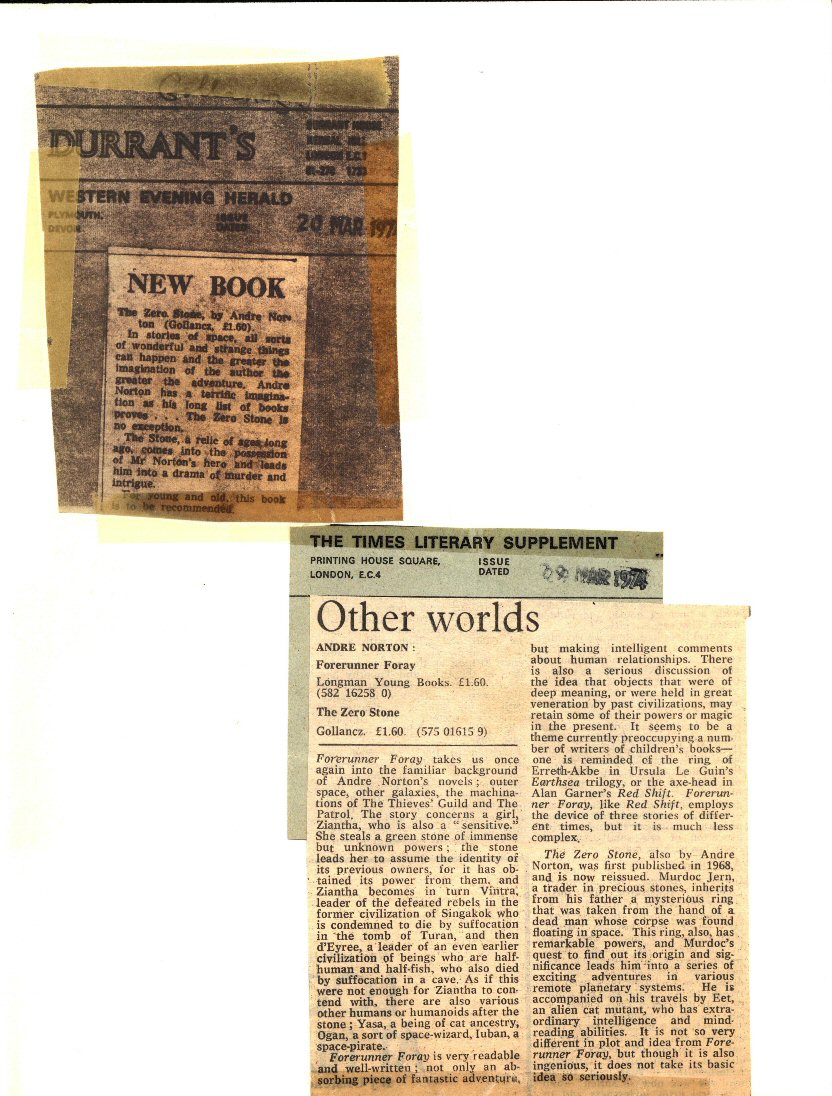 DURRANT'S
WESTERN EVENING HERALD
PLYMOUTH,
DEVON
ISSUE
DATED
20 MAR 197
NEW BOOK
The Zero Stone, by Andre Nor-
ton (Gollancz, £1.60).
In stories of space, all sorts
of wonderful and strange things
can happen and the greater the
imagination of the author the
greater the adventure. Andre
Norton has a terrific imagina-
tion as his long list of books
proves . . . The Zero Stone is
no exception.
The Stone, a relic of ages long
ago, comes into the possession
of Mr Norton's hero and leads
him into a drama of murder and
intrigue.
For young and old, this book
is to be recommended.
THE TIMES LITERARY SUPPLEMENT
PRINTING HOUSE SQUARE,
LONDON, E.C.4
ISSUE
DATED
MAR 1974
Other worlds
ANDRE NORTON :
Forerunner Foray
Longman Young Books. £1.60.
(582 16258 0)
The Zero Stone
Gollancz. £1.60. (575 01615 9)
Forerunner Foray takes us once
again into the familiar background
of Andre Norton's novels ; outer
space, other galaxies, the machina-
tions of The Thieves' Guild and The
Patrol. The story concerns a girl,
Ziantha, who is also a " sensitive."
She steals a green stone of immense
but unknown powers ; the stone
leads her to assume the identity of
its previous owners, for it has ob-
tained its power from them, and
Ziantha becomes in turn Vintra,
leader of the defeated rebels in the
former civilization of Singakok who
is condemned to die by suffocation
in the tomb of Turan, and then
d'Eyree, a leader of an even earlier
civilization of beings who are half-
human and half-fish, who also died
by suffocation in a cave. As if this
were not enough for Ziantha to con-
tend with, there are also various
other humans or humanoids after the
stone ; Yasa, a being of cat ancestry,
Ogan, a sort of space-wizard, Iuban, a
space-pirate.
Forerunner Foray is very readable
and well-written ; not only an ab-
sorbing piece of fantastic adventure,
but making intelligent comments
about human relationships. There
is also a serious discussion of
the idea that objects that were of
deep meaning, or were held in great
veneration by past civilizations, may
retain some of their powers or magic
in the present. It seems to be a
theme currently preoccupying a num-
ber of writers of children's books—
one is reminded of the ring of
Erreth-Akbe in Ursula Le Guin's
Earthsea trilogy, or the axe-head in
Alan Garner's Red Shift. Forerun-
ner Foray, like Red Shift, employs
the device of three stories of differ-
ent times, but it is much less
complex.
The Zero Stone, also by Andre
Norton, was first published in 1968,
and is now reissued. Murdoc Jern,
a trader in precious stones, inherits
from his father a mysterious ring
that was taken from the hand of a
dead man whose corpse was found
floating in space. This ring, also, has
remarkable powers, and Murdoc's
quest to find out its origin and sig-
nificance leads him into a series of
exciting adventures in various
remote planetary systems. He is
accompanied on his travels by Eet,
an alien cat mutant, who has extra-
ordinary intelligence and mind-
reading abilities. It is not so very
different in plot and idea from Fore-
runner Foray, but though it is also
ingenious, it does not take its basic
idea so seriously.